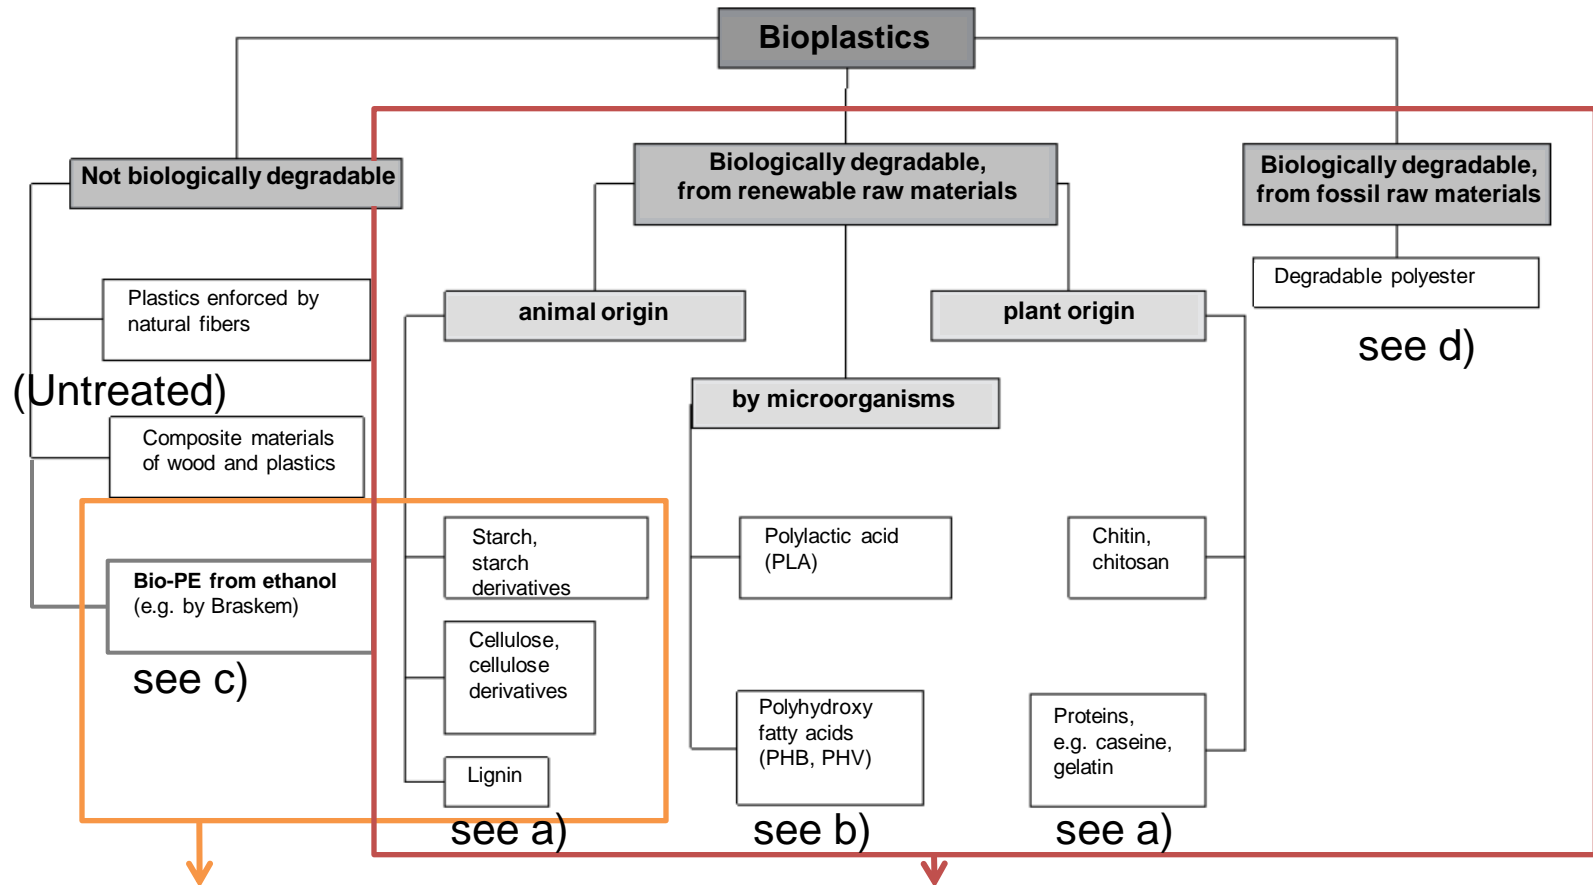 Bioplastics
Not biologically degradable
Biologically degradable,
from renewable raw materials
Biologically degradable,
from fossil raw materials
Plastics enforced by
natural fibers
(Untreated)
Composite materials
of wood and plastics
Bio-PE from ethanol
(e.g. by Braskem)
see c)
animal origin
Starch,
starch
derivatives
Cellulose,
cellulose
derivatives
Lignin
see a)
by microorganisms
Polylactic acid
(PLA)
Polyhydroxy
fatty acids
(PHB, PHV)
see b)
plant origin
Chitin,
chitosan
Proteins,
e.g. caseine,
gelatin
see a)
Degradable polyester
see d)